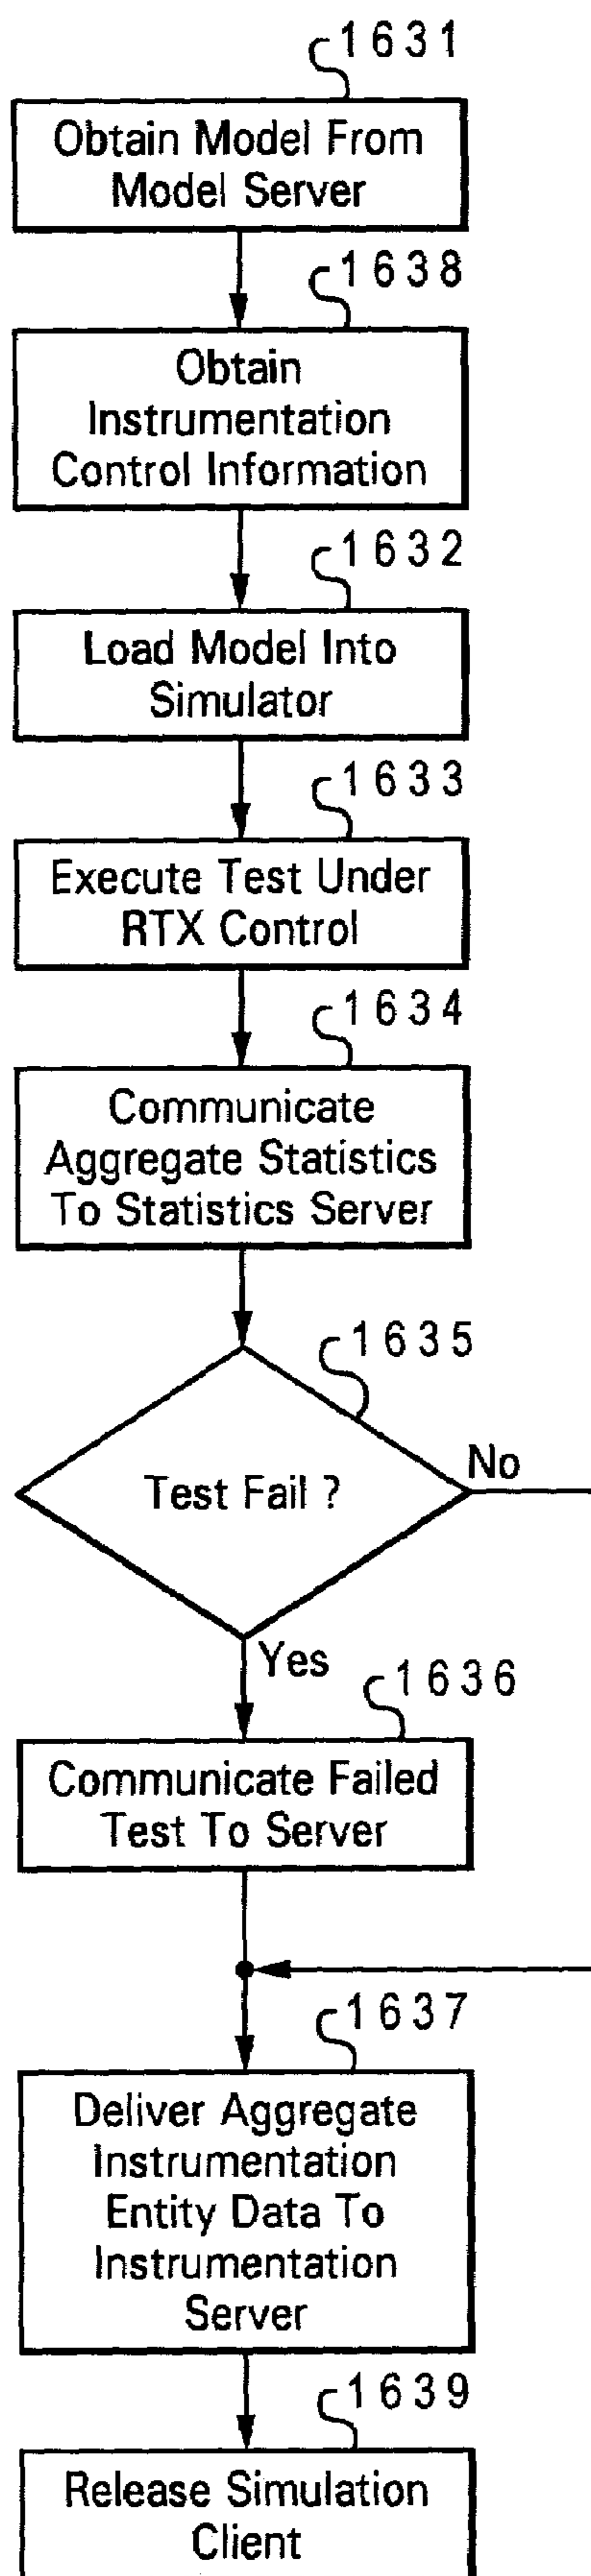 1631
Obtain Model From
Model Server
1638
Obtain
Instrumentation
Control Information
1632
Load Model Into
Simulator
1633
Execute Test Under
RTX Control
1634
Communicate
Aggregate Statistics
To Statistics Server
1635
Test Fail ?
No
Yes
1636
Communicate Failed
Test To Server
1637
Deliver Aggregate
Instrumentation
Entity Data To
Instrumentation
Server
1639
Release Simulation
Client